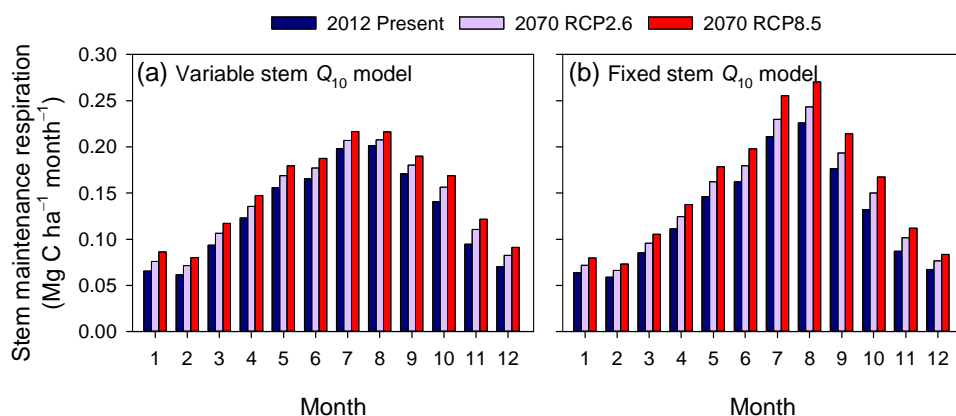 2012 Present 2070 RCP2.6 2070 RCP8.5
Stem maintenance respiration
(Mg C ha⁻¹ month⁻¹)
0.30
0.25
0.20
0.15
0.10
0.05
0.00
(a) Variable stem Q₁₀ model
(b) Fixed stem Q₁₀ model
1 2 3 4 5 6 7 8 9 10 11 12
1 2 3 4 5 6 7 8 9 10 11 12
Month
Month